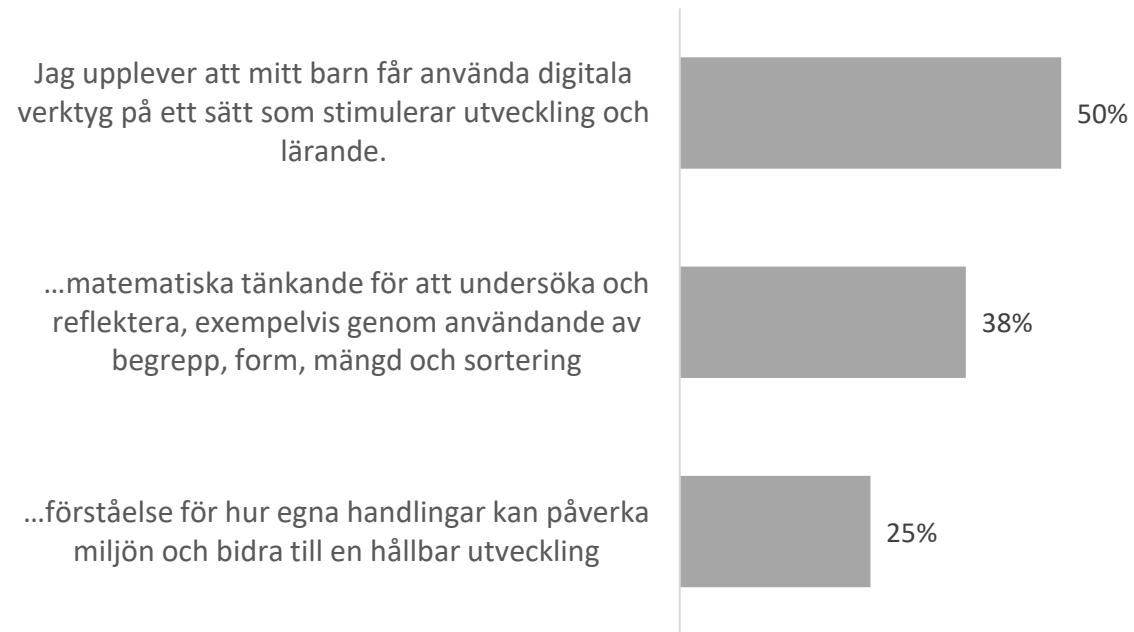 Jag upplever att mitt barn får använda digitala
verktyg på ett sätt som stimulerar utveckling och
lärande.
50%
…matematiska tänkande för att undersöka och
reflektera, exempelvis genom användande av
begrepp, form, mängd och sortering
38%
…förståelse för hur egna handlingar kan påverka
miljön och bidra till en hållbar utveckling
25%